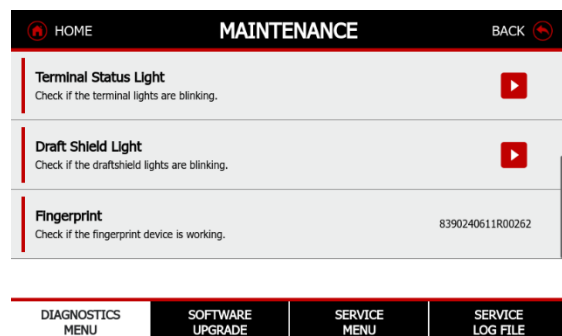 HOME MAINTENANCE BACK
Terminal Status Light
Check if the terminal lights are blinking.
Draft Shield Light
Check if the draftshield lights are blinking.
Fingerprint
Check if the fingerprint device is working.
8390240611R00262
DIAGNOSTICS MENU
SOFTWARE UPGRADE
SERVICE MENU
SERVICE LOG FILE